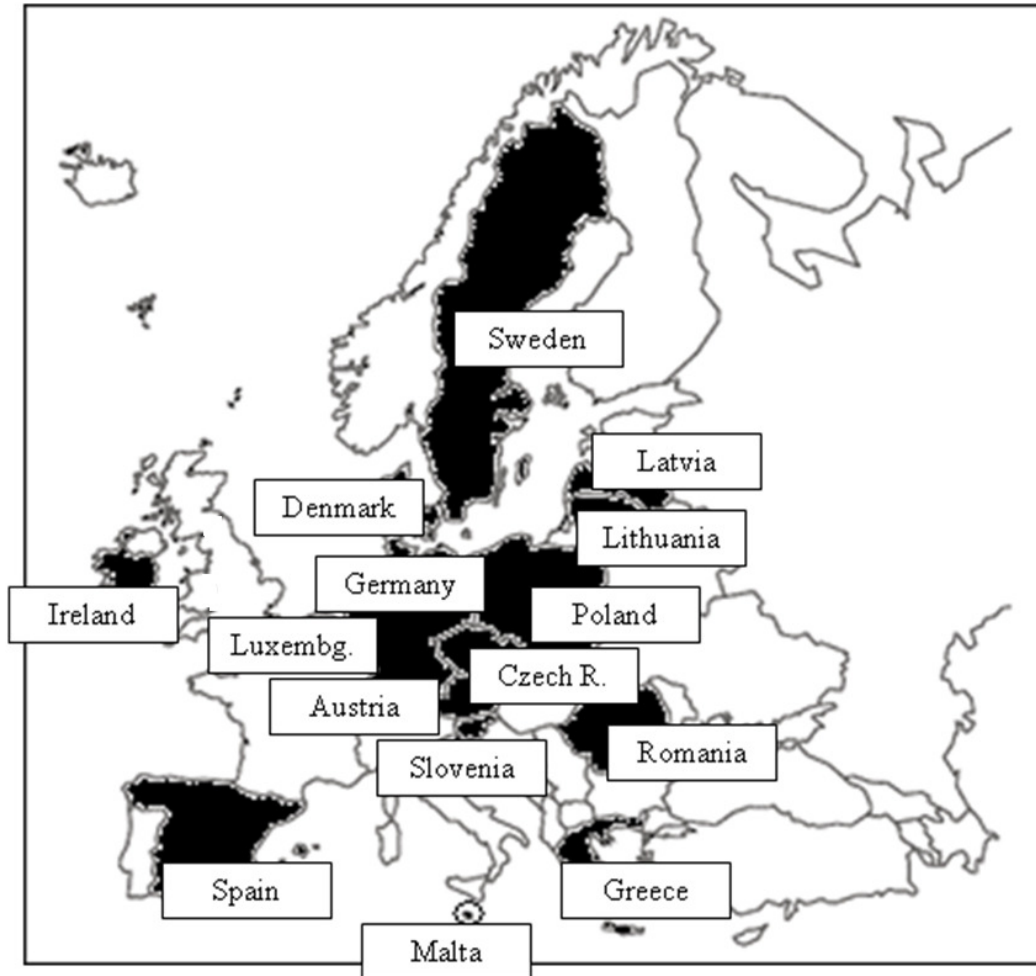 Sweden
Latvia
Denmark
Lithuania
Germany
Ireland
Poland
Luxembg.
Czech R.
Austria
Romania
Slovenia
Spain
Greece
Malta